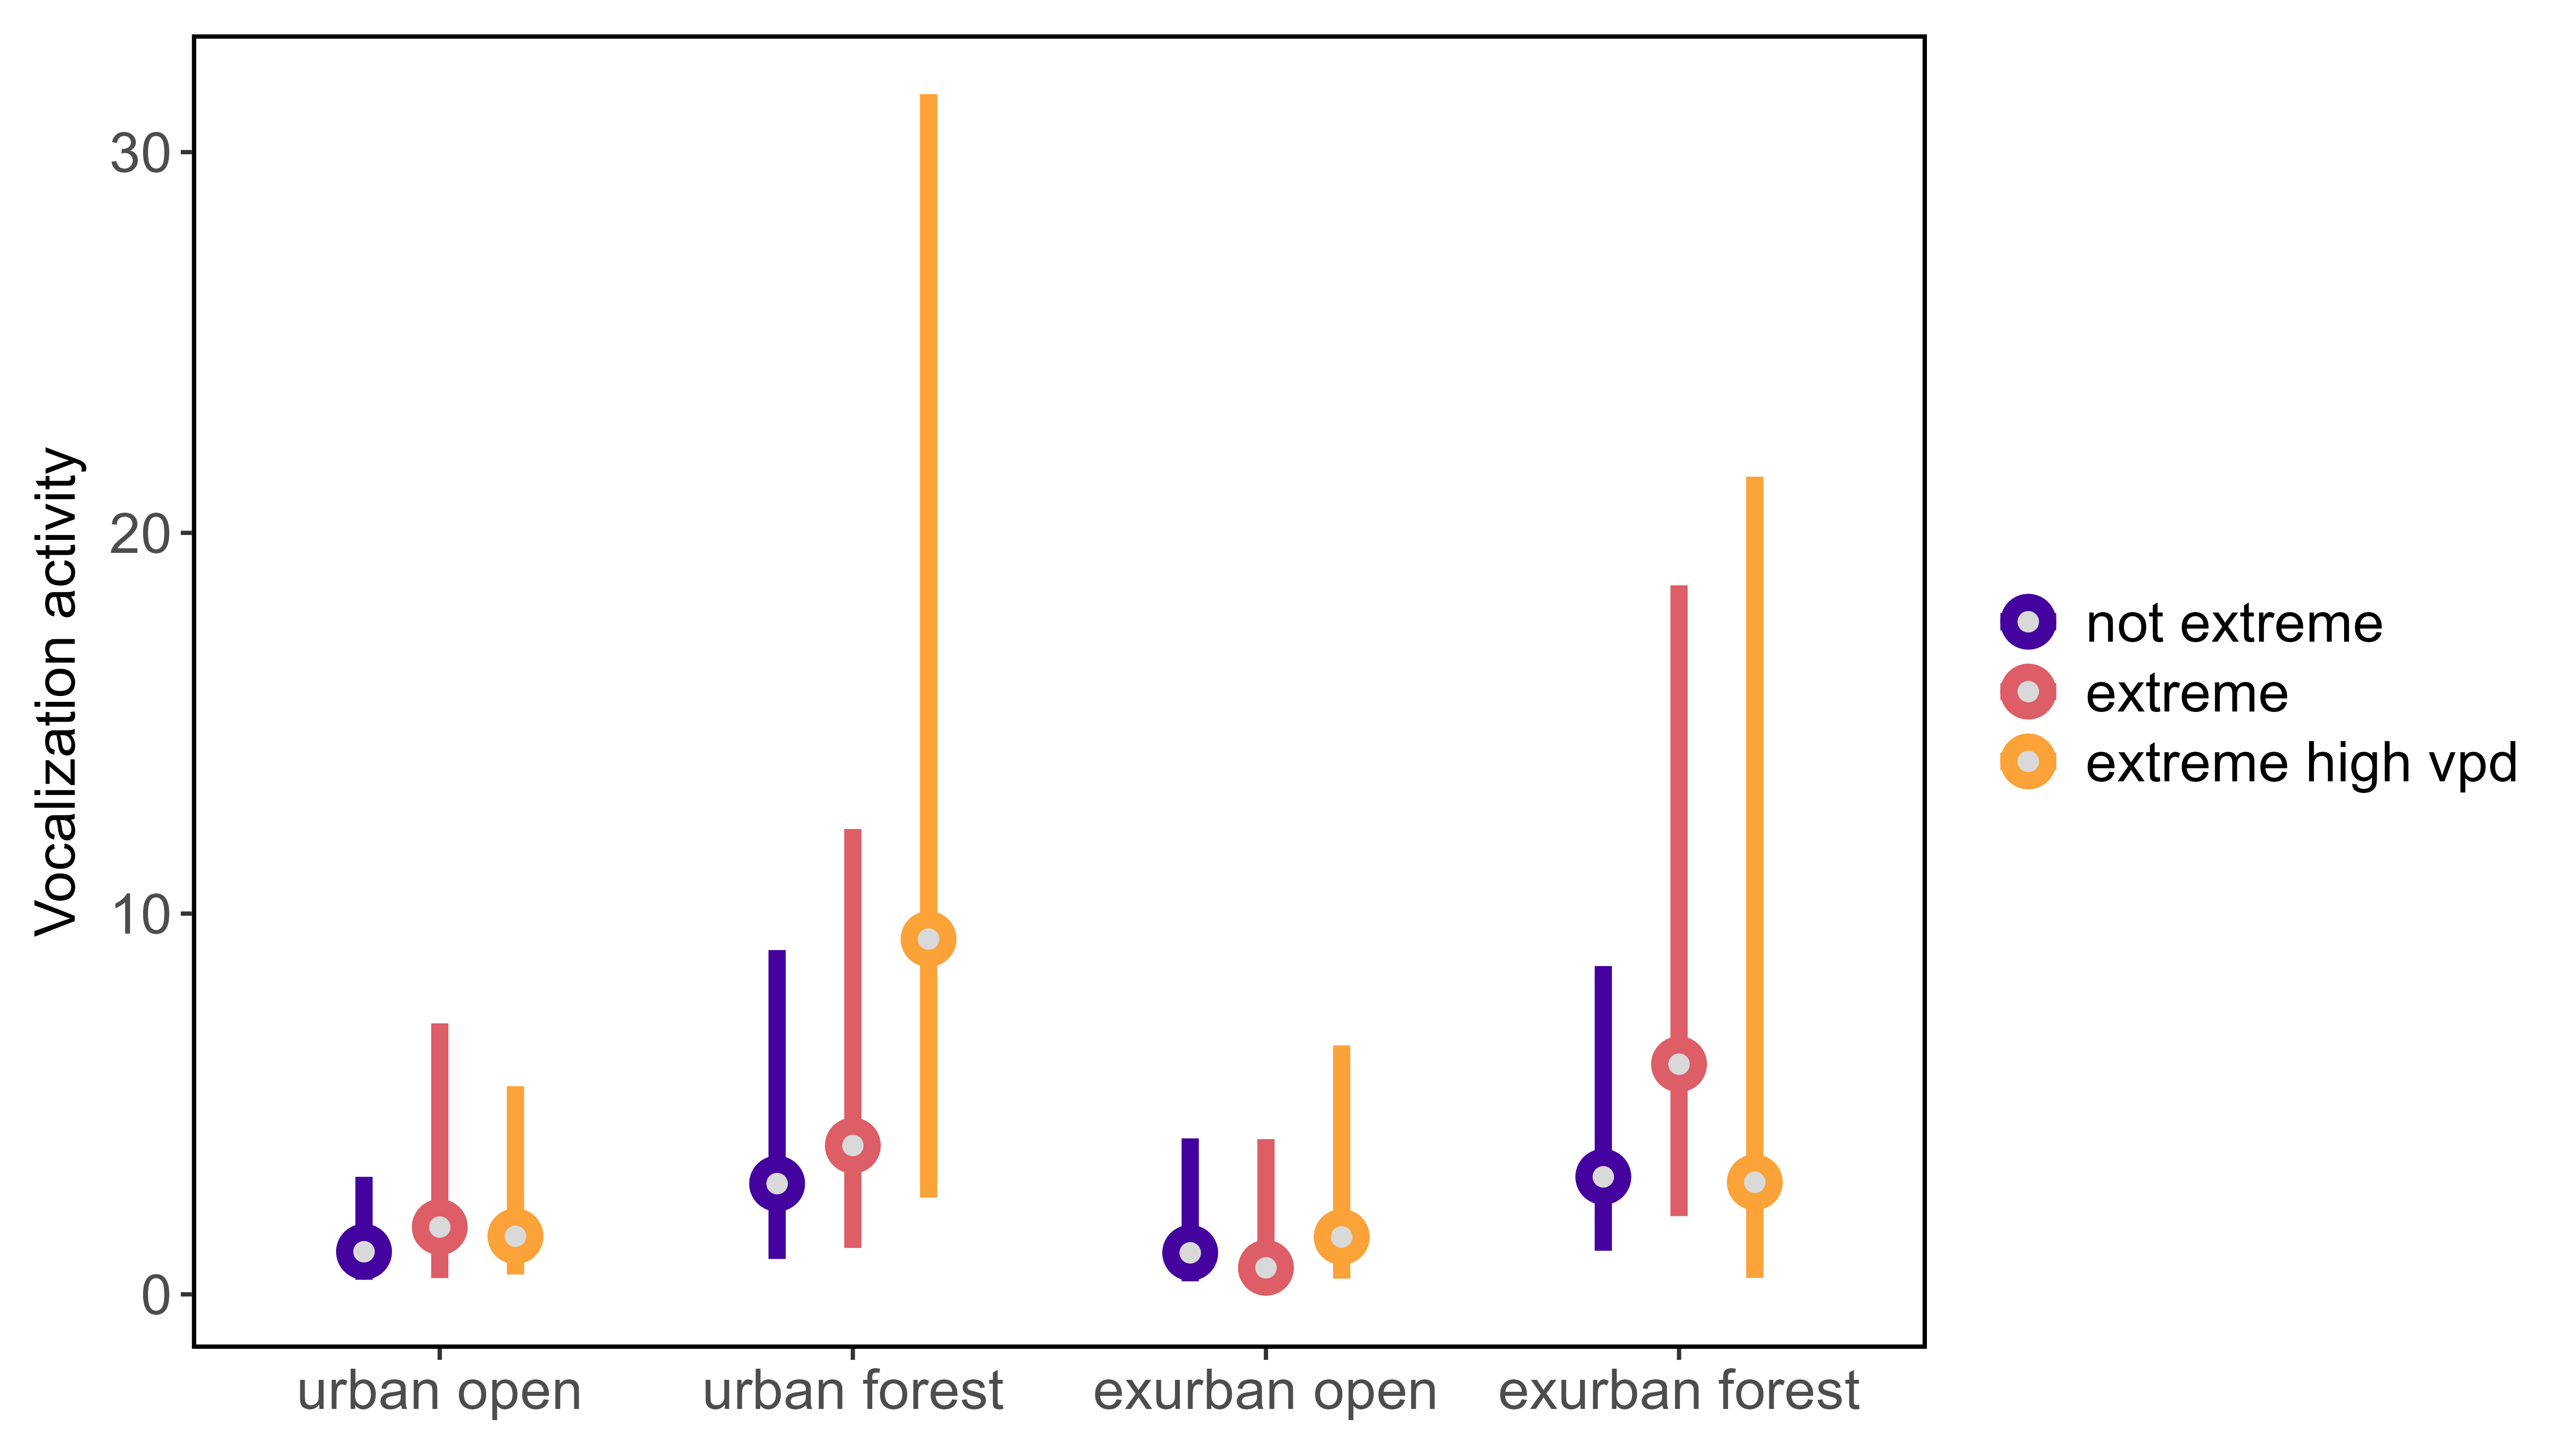 Vocalization activity
30
20
10
0
urban open
urban forest
exurban open
exurban forest
not extreme
extreme
extreme high vpd